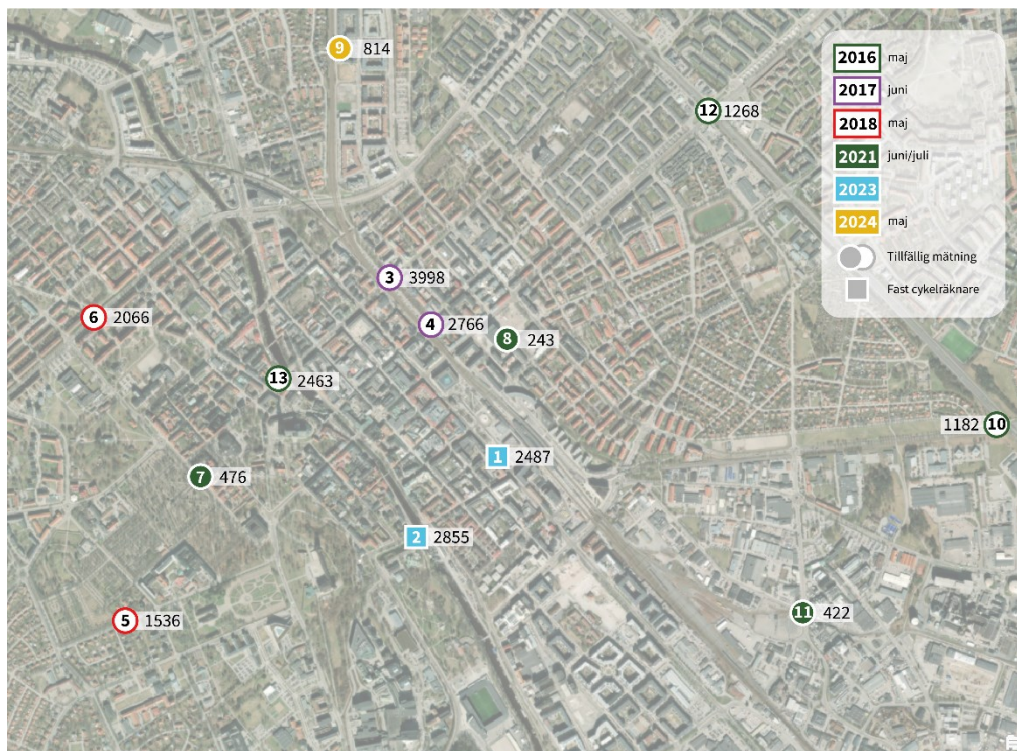 9 814
2016 maj
2017 juni
2018 maj
2021 juni/juli
2023
2024 maj
Tillfällig mätning
Fast cykelräknare
12 1268
3 3998
6 2066
4 2766
8 243
13 2463
1182 10
1 2487
7 476
2 2855
11 422
5 1536